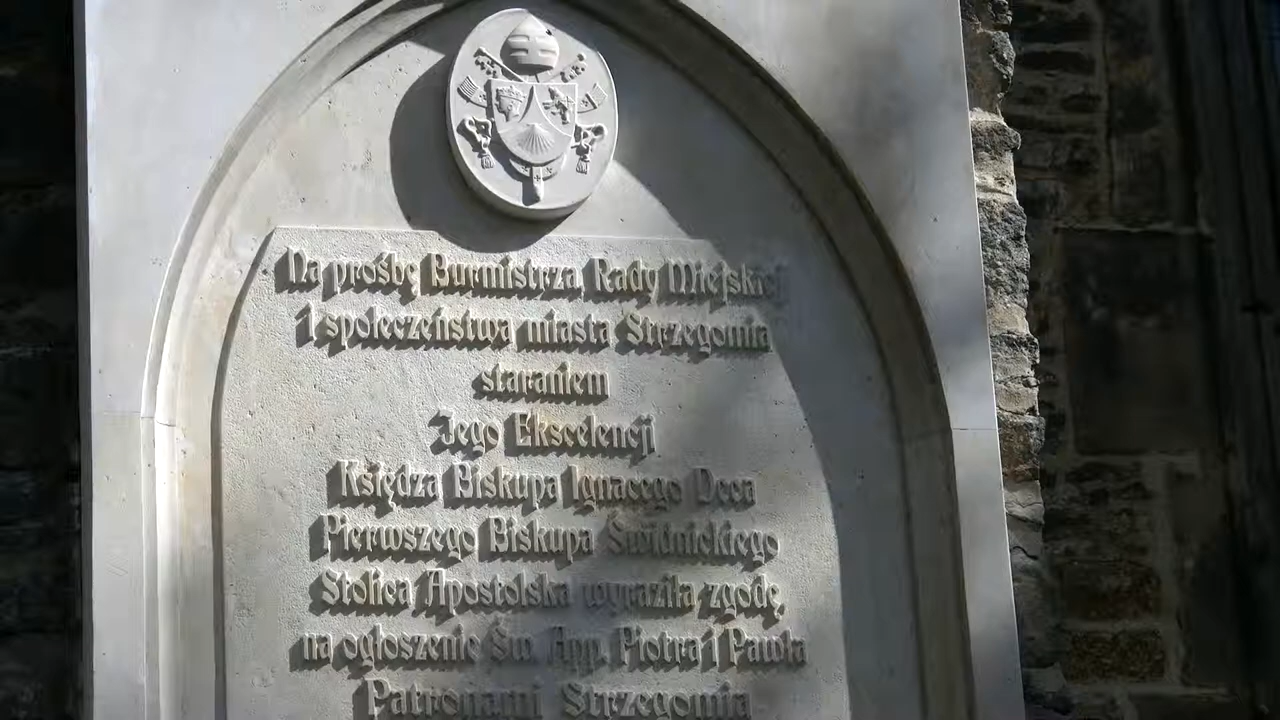 Na prośbę Burmistrza, Rady Miejskiej
i społeczeństwa miasta Strzegomia
staraniem
Jego Ekscelencji
Księdza Biskupa Ignacego Deca
Pierwszego Biskupa Świdnickiego
Stolica Apostolska wyraziła zgodę,
na ogłoszenie Św. App. Piotra i Pawła
Patronami Strzegomia